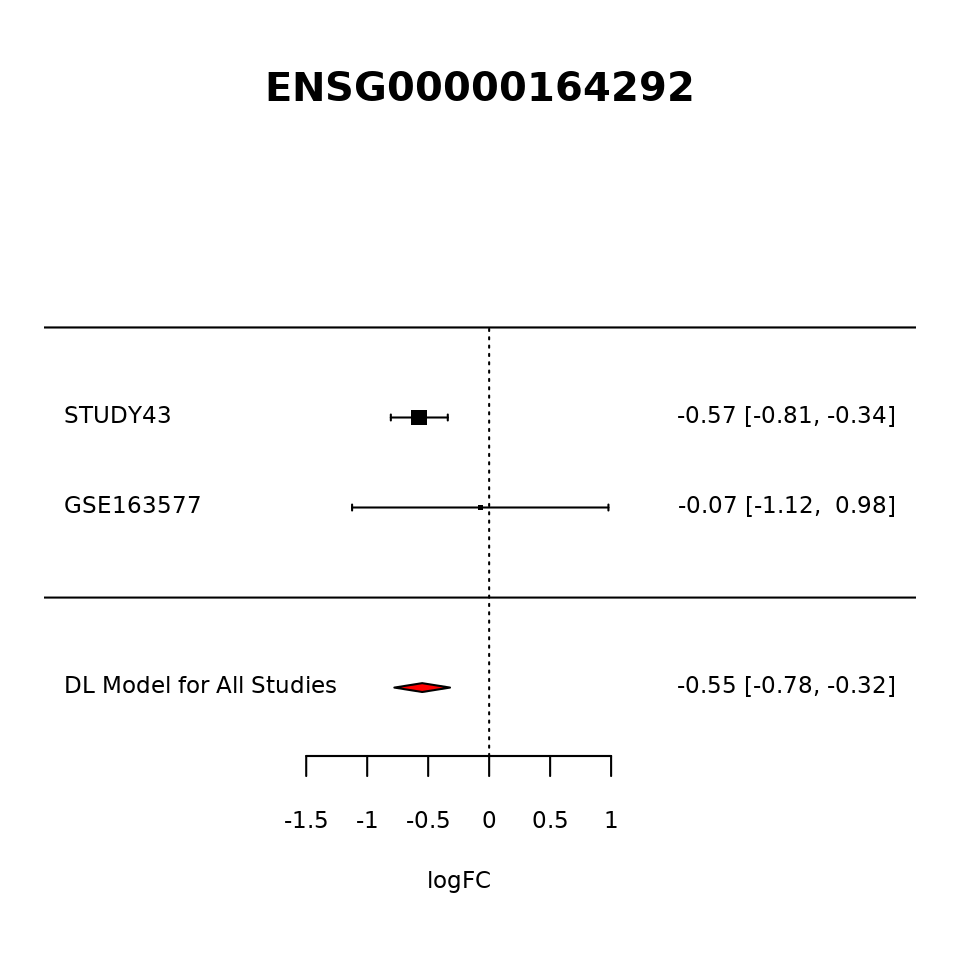 ENSG00000164292
STUDY43 -0.57 [-0.81, -0.34]
GSE163577 -0.07 [-1.12,  0.98]
DL Model for All Studies -0.55 [-0.78, -0.32]
-1.5 -1 -0.5 0 0.5 1
logFC